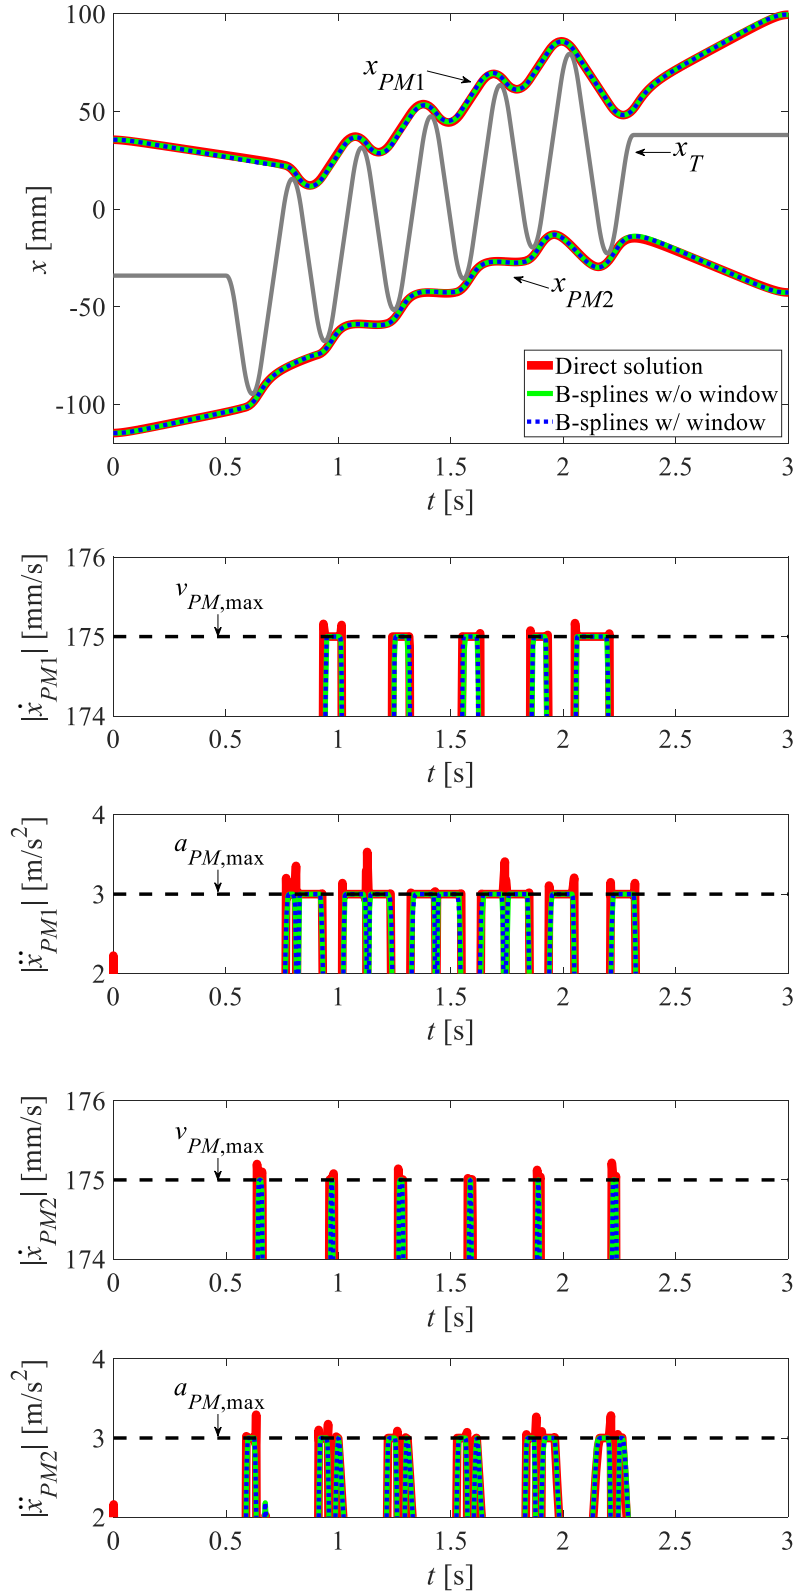 100
50
0
-50
-100
x [mm]
x_PM1
x_T
x_PM2
Direct solution
B-splines w/o window
B-splines w/ window
0 0.5 1 1.5 2 2.5 3
t [s]
176
175
174
|ẋ_PM1| [mm/s]
v_PM,max
0 0.5 1 1.5 2 2.5 3
t [s]
4
3
2
|ẍ_PM1| [m/s²]
a_PM,max
0 0.5 1 1.5 2 2.5 3
t [s]
176
175
174
|ẋ_PM2| [mm/s]
v_PM,max
0 0.5 1 1.5 2 2.5 3
t [s]
4
3
2
|ẍ_PM2| [m/s²]
a_PM,max
0 0.5 1 1.5 2 2.5 3
t [s]